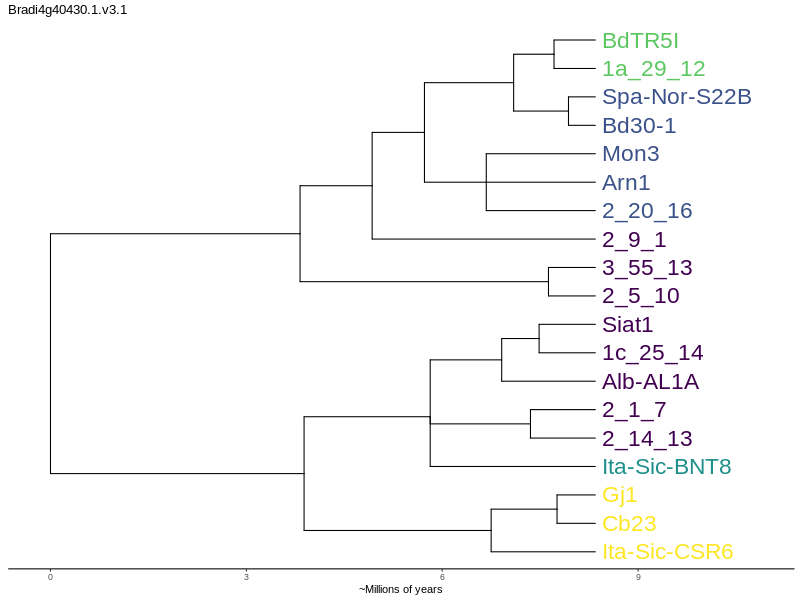 Bradi4g40430.1.v3.1
BdTR5I
1a_29_12
Spa-Nor-S22B
Bd30-1
Mon3
Arn1
2_20_16
2_9_1
3_55_13
2_5_10
Siat1
1c_25_14
Alb-AL1A
2_1_7
2_14_13
Ita-Sic-BNT8
Gj1
Cb23
Ita-Sic-CSR6
0 3 6 9
~Millions of years